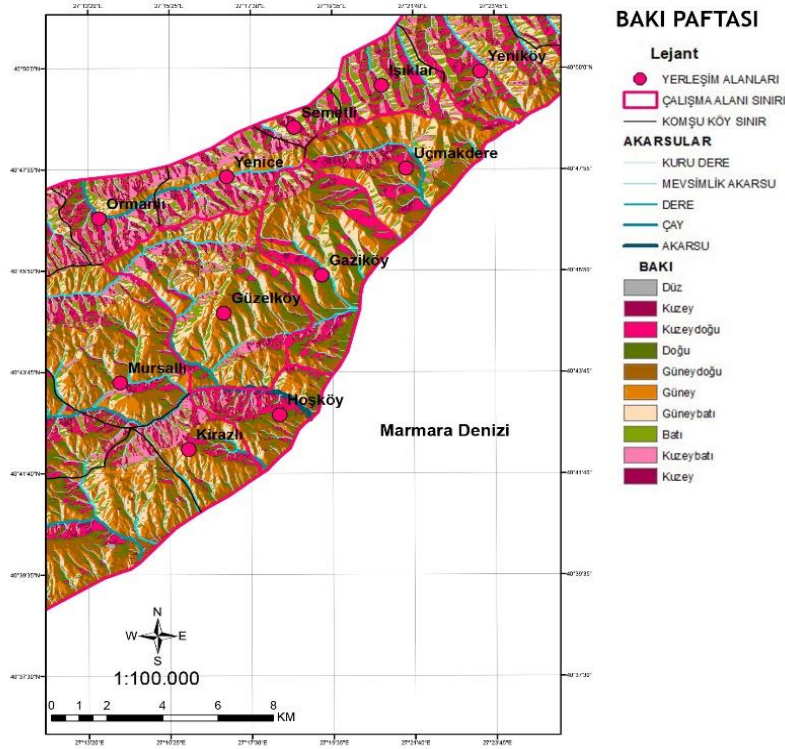 BAKI PAFTASI
Lejant
YERLEŞİM ALANLARI
ÇALIŞMA ALANI SINIRI
KOMŞU KÖY SINIR
AKARSULAR
KURU DERE
MEVSİMLİK AKARSU
DERE
ÇAY
AKARSU
BAKI
Düz
Kuzey
Kuzeydoğu
Doğu
Güneydoğu
Güney
Güneybatı
Batı
Kuzeybatı
Kuzey
Yeniköy
Işıklar
Semetli
Uçmakdere
Yenice
Ormanlı
Gaziköy
Güzelköy
Mursallı
Hoşköy
Marmara Denizi
Kirazlı
N
W E
S
1:100.000
0 1 2 4 6 8
KM